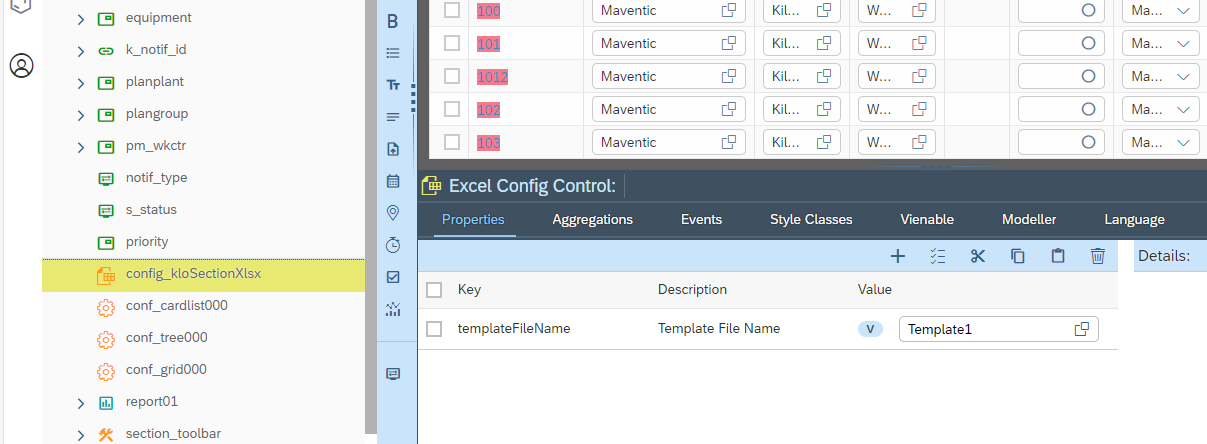 equipment
k_notif_id
planplant
plangroup
pm_wkctr
notif_type
s_status
priority
config_kloSectionXlsx
conf_cardlist000
conf_tree000
conf_grid000
report01
section_toolbar
B
Tт
100 Maventic Kil... W... Ma...
101 Maventic Kil... W... Ma...
1012 Maventic Kil... W... Ma...
102 Maventic Kil... W... Ma...
103 Maventic Kil... W... Ma...
Excel Config Control:
Properties Aggregations Events Style Classes Vienable Modeller Language
Details:
Key Description Value
templateFileName Template File Name V Template1